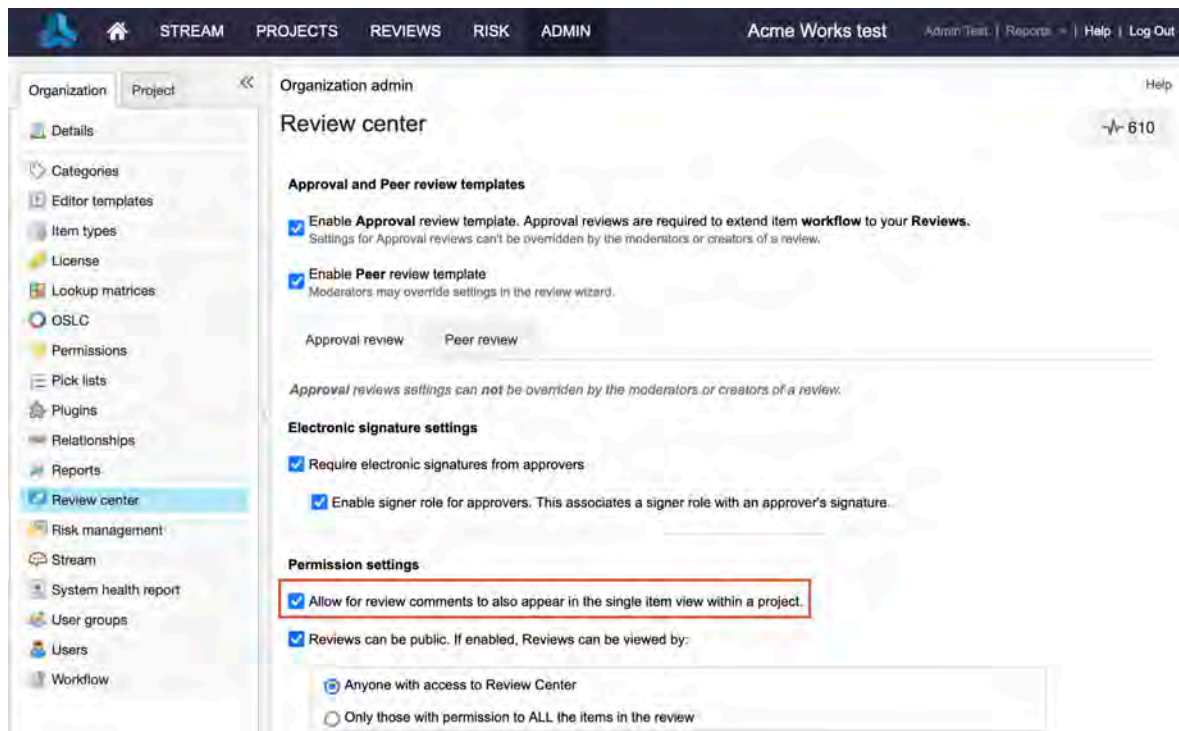 STREAM PROJECTS REVIEWS RISK ADMIN Acme Works test Admin Test | Reports | Help | Log Out
Organization Project «
Organization admin Help
Review center 610
Details
Categories
Editor templates
Item types
License
Lookup matrices
OSLC
Permissions
Pick lists
Plugins
Relationships
Reports
Review center
Risk management
Stream
System health report
User groups
Users
Workflow
Approval and Peer review templates
Enable Approval review template. Approval reviews are required to extend item workflow to your Reviews.
Settings for Approval reviews can't be overridden by the moderators or creators of a review.
Enable Peer review template
Moderators may override settings in the review wizard.
Approval review Peer review
Approval reviews settings can not be overriden by the moderators or creators of a review.
Electronic signature settings
Require electronic signatures from approvers
Enable signer role for approvers. This associates a signer role with an approver's signature.
Permission settings
Allow for review comments to also appear in the single item view within a project.
Reviews can be public. If enabled, Reviews can be viewed by:
Anyone with access to Review Center
Only those with permission to ALL the items in the review